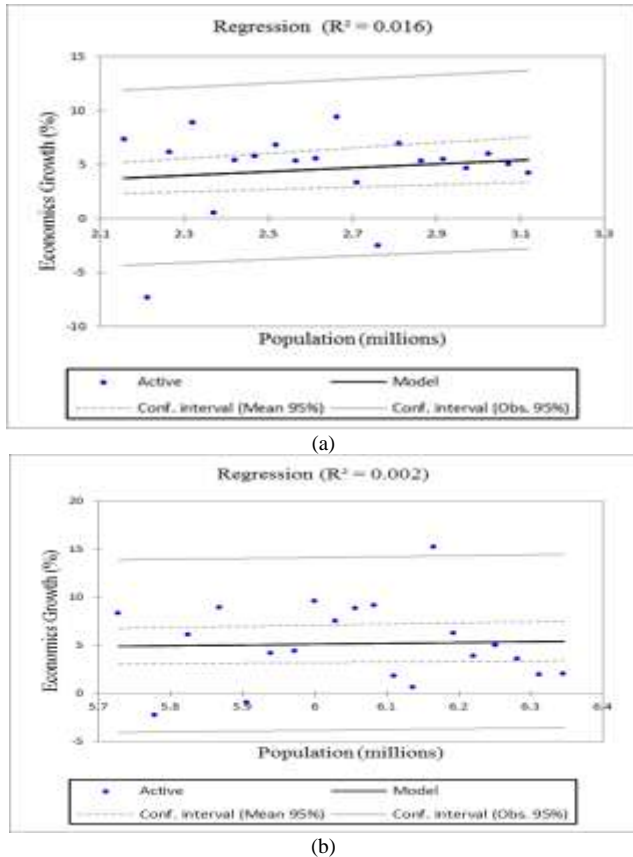 Regression (R² = 0.016)
15
10
5
0
-5
-10
2.1 2.3 2.5 2.7 2.9 3.1 3.3
Economics Growth (%)
Population (millions)
Active Model
Conf. interval (Mean 95%) Conf. interval (Obs. 95%)
(a)
Regression (R² = 0.002)
20
15
10
5
0
-5
5.7 5.8 5.9 6 6.1 6.2 6.3 6.4
Economics Growth (%)
Population (millions)
Active Model
Conf. interval (Mean 95%) Conf. interval (Obs. 95%)
(b)